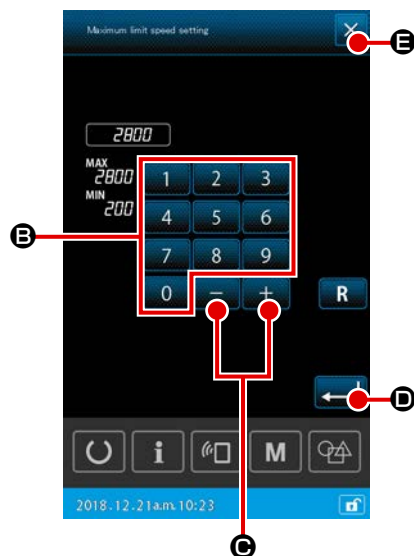 Maximum limit speed setting
E
2800
MAX
2800
MIN
200
1 2 3
4 5 6
7 8 9
0 − + R
B
D
C
i M
2018.12.21a.m.10:23